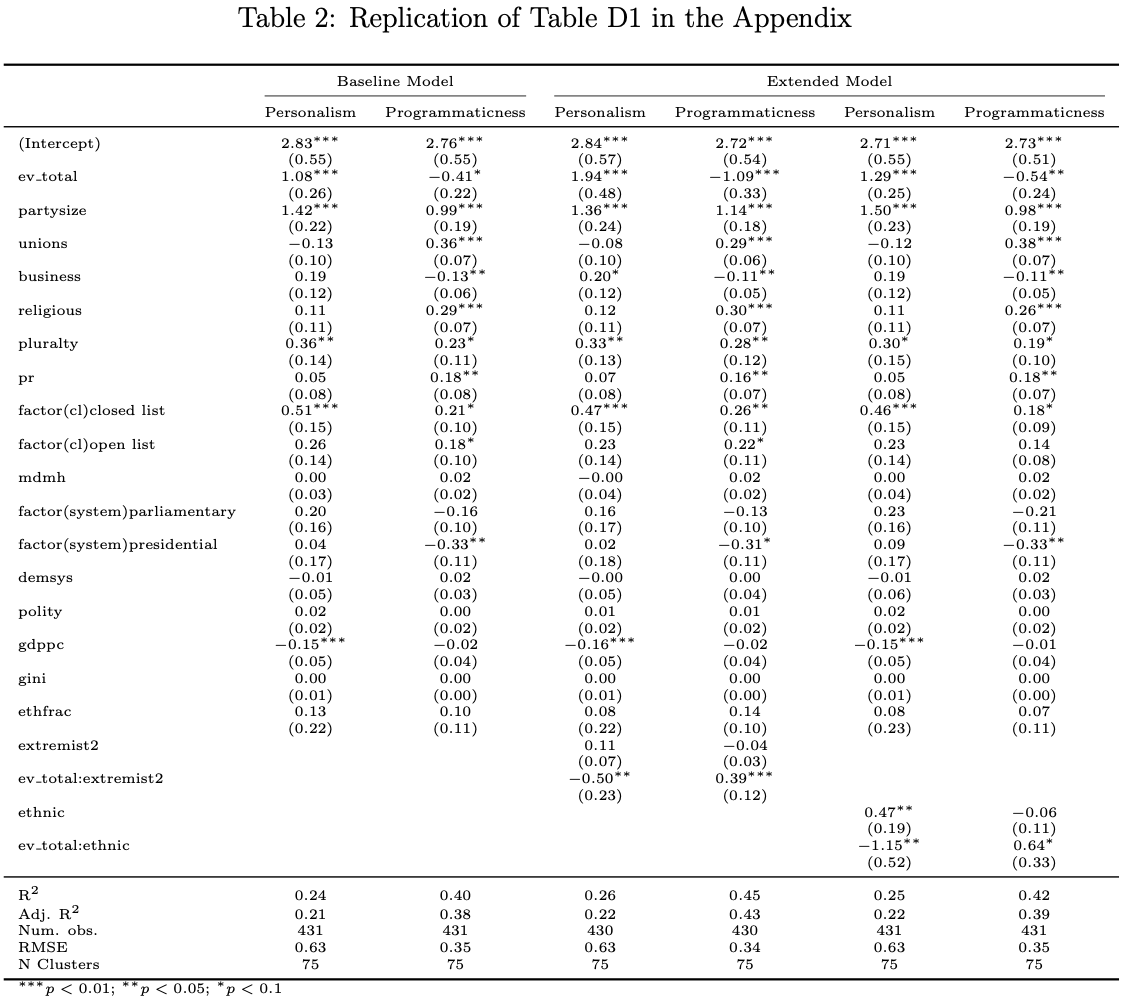 Table 2: Replication of Table D1 in the Appendix
Baseline Model Extended Model
Personalism Programmaticness Personalism Programmaticness Personalism Programmaticness
(Intercept) 2.83*** 2.76*** 2.84*** 2.72*** 2.71*** 2.73***
(0.55) (0.55) (0.57) (0.54) (0.55) (0.51)
ev_total 1.08*** −0.41* 1.94*** −1.09*** 1.29*** −0.54**
(0.26) (0.22) (0.48) (0.33) (0.25) (0.24)
partysize 1.42*** 0.99*** 1.36*** 1.14*** 1.50*** 0.98***
(0.22) (0.19) (0.24) (0.18) (0.23) (0.19)
unions −0.13 0.36*** −0.08 0.29*** −0.12 0.38***
(0.10) (0.07) (0.10) (0.06) (0.10) (0.07)
business 0.19 −0.13** 0.20* −0.11** 0.19 −0.11**
(0.12) (0.06) (0.12) (0.05) (0.12) (0.05)
religious 0.11 0.29*** 0.12 0.30*** 0.11 0.26***
(0.11) (0.07) (0.11) (0.07) (0.11) (0.07)
pluralty 0.36** 0.23* 0.33** 0.28** 0.30* 0.19*
(0.14) (0.11) (0.13) (0.12) (0.15) (0.10)
pr 0.05 0.18** 0.07 0.16** 0.05 0.18**
(0.08) (0.08) (0.08) (0.07) (0.08) (0.07)
factor(cl)closed list 0.51*** 0.21* 0.47*** 0.26** 0.46*** 0.18*
(0.15) (0.10) (0.15) (0.11) (0.15) (0.09)
factor(cl)open list 0.26 0.18* 0.23 0.22* 0.23 0.14
(0.14) (0.10) (0.14) (0.11) (0.14) (0.08)
mdmh 0.00 0.02 −0.00 0.02 0.00 0.02
(0.03) (0.02) (0.04) (0.02) (0.04) (0.02)
factor(system)parliamentary 0.20 −0.16 0.16 −0.13 0.23 −0.21
(0.16) (0.10) (0.17) (0.10) (0.16) (0.11)
factor(system)presidential 0.04 −0.33** 0.02 −0.31* 0.09 −0.33**
(0.17) (0.11) (0.18) (0.11) (0.17) (0.11)
demsys −0.01 0.02 −0.00 0.00 −0.01 0.02
(0.05) (0.03) (0.05) (0.04) (0.06) (0.03)
polity 0.02 0.00 0.01 0.01 0.02 0.00
(0.02) (0.02) (0.02) (0.02) (0.02) (0.02)
gdppc −0.15*** −0.02 −0.16*** −0.02 −0.15*** −0.01
(0.05) (0.04) (0.05) (0.04) (0.05) (0.04)
gini 0.00 0.00 0.00 0.00 0.00 0.00
(0.01) (0.00) (0.01) (0.00) (0.01) (0.00)
ethfrac 0.13 0.10 0.08 0.14 0.08 0.07
(0.22) (0.11) (0.22) (0.10) (0.23) (0.11)
extremist2 0.11 −0.04
(0.07) (0.03)
ev_total:extremist2 −0.50** 0.39***
(0.23) (0.12)
ethnic 0.47** −0.06
(0.19) (0.11)
ev_total:ethnic −1.15** 0.64*
(0.52) (0.33)
R² 0.24 0.40 0.26 0.45 0.25 0.42
Adj. R² 0.21 0.38 0.22 0.43 0.22 0.39
Num. obs. 431 431 430 430 431 431
RMSE 0.63 0.35 0.63 0.34 0.63 0.35
N Clusters 75 75 75 75 75 75
***p < 0.01; **p < 0.05; *p < 0.1